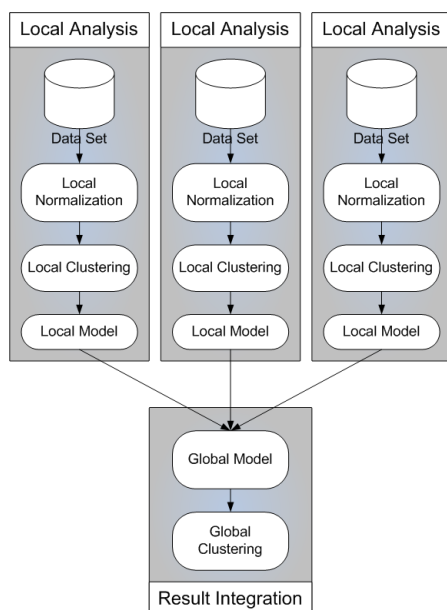 Local Analysis
Local Analysis
Local Analysis
Data Set
Data Set
Data Set
Local
Normalization
Local
Normalization
Local
Normalization
Local Clustering
Local Clustering
Local Clustering
Local Model
Local Model
Local Model
Global Model
Global
Clustering
Result Integration